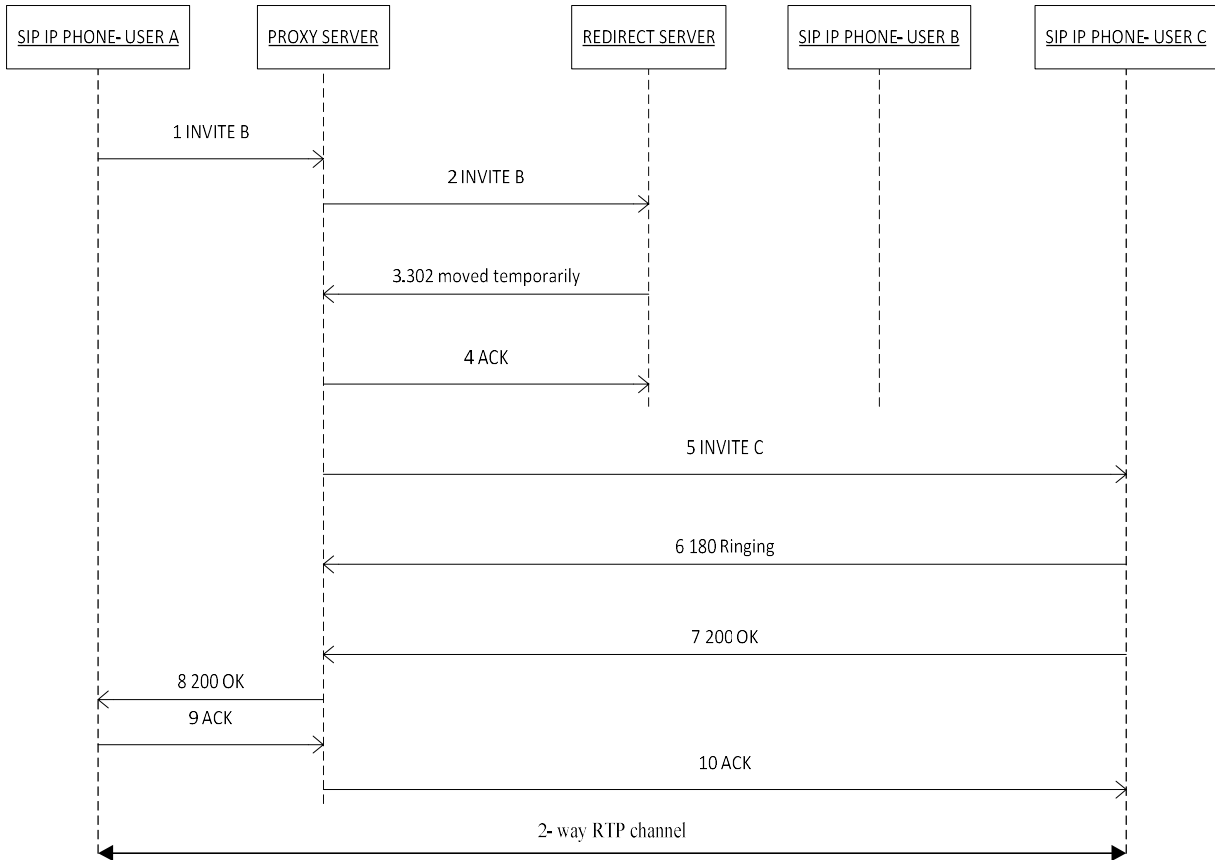 SIP IP PHONE- USER A
PROXY SERVER
REDIRECT SERVER
SIP IP PHONE- USER B
SIP IP PHONE- USER C
1 INVITE B
2 INVITE B
3.302 moved temporarily
4 ACK
5 INVITE C
6 180 Ringing
7 200 OK
8 200 OK
9 ACK
10 ACK
2- way RTP channel